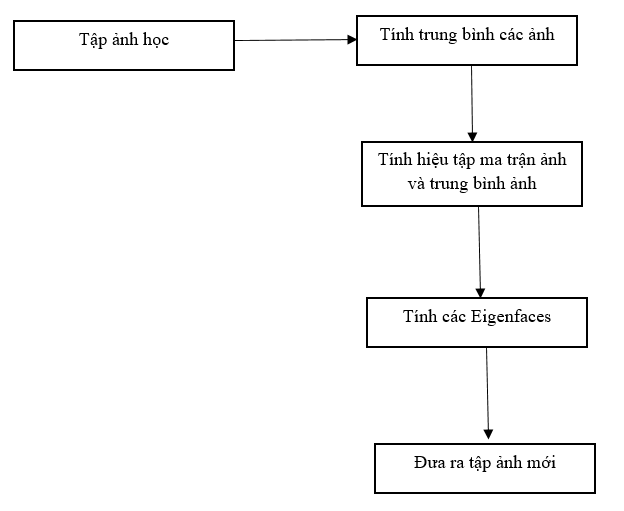 Tập ảnh học
Tính trung bình các ảnh
Tính hiệu tập ma trận ảnh
và trung bình ảnh
Tính các Eigenfaces
Đưa ra tập ảnh mới